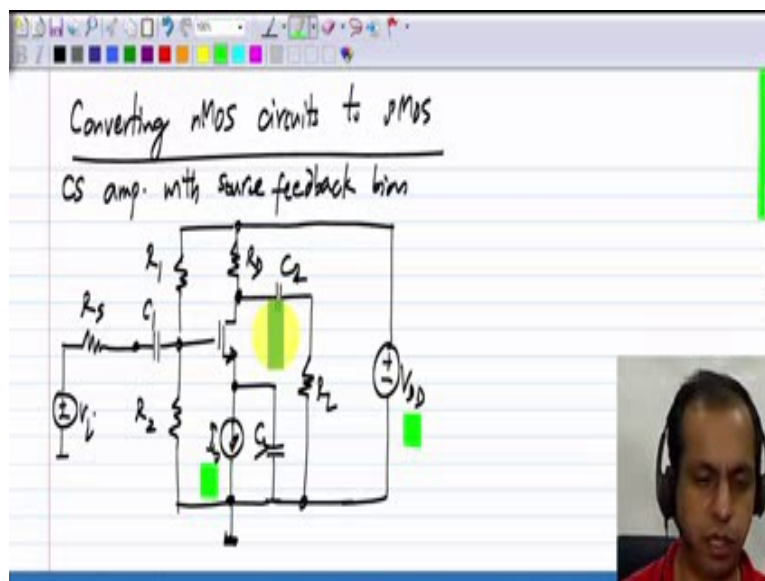 Converting nMOS circuits to pMOS
CS amp. with source feedback bias
R1
RD
C2
RS
C1
RL
VDD
Vi
R2
I0